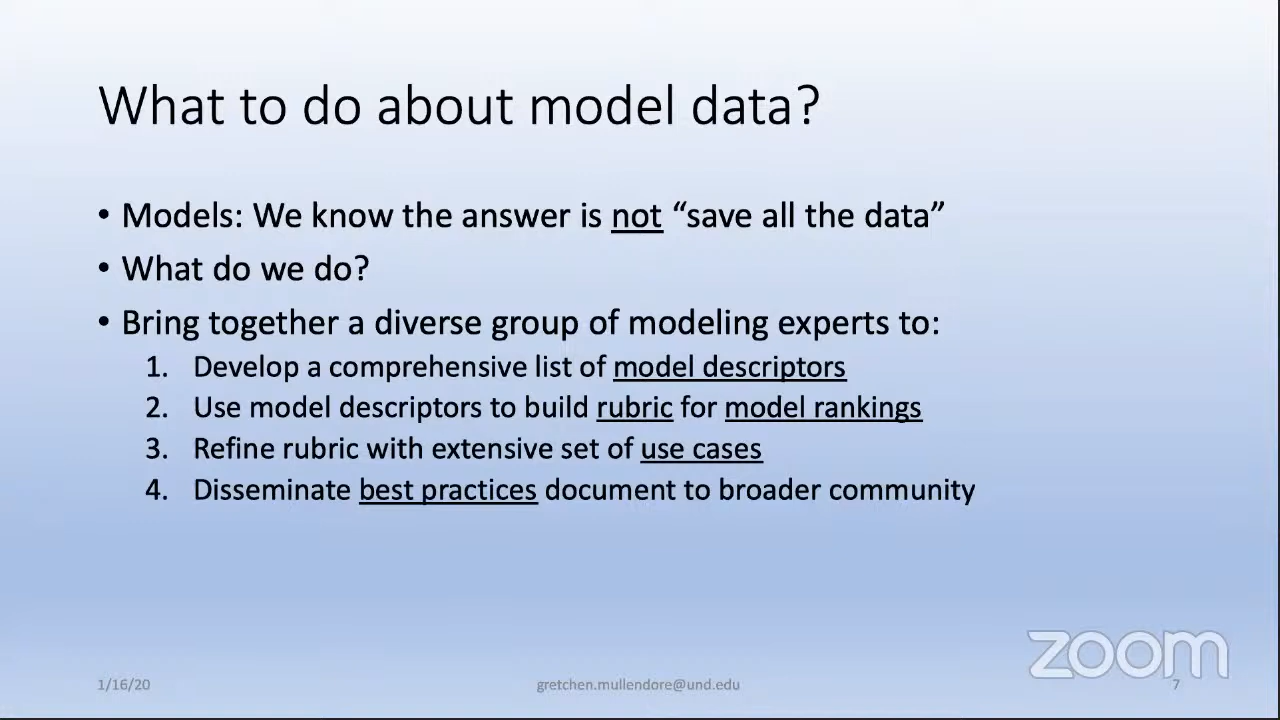 What to do about model data?
• Models: We know the answer is not “save all the data”
• What do we do?
• Bring together a diverse group of modeling experts to:
1. Develop a comprehensive list of model descriptors
2. Use model descriptors to build rubric for model rankings
3. Refine rubric with extensive set of use cases
4. Disseminate best practices document to broader community
zoom
1/16/20 gretchen.mullendore@und.edu 7